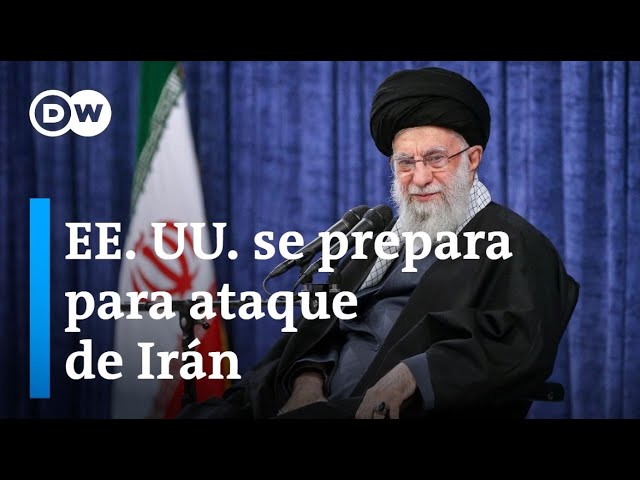 DW
EE. UU. se prepara
para ataque
de Irán